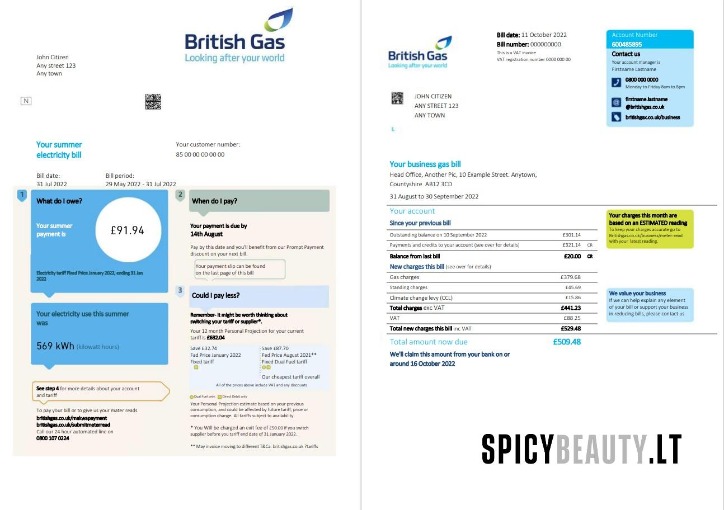 British Gas
Looking after your world
John Citizen
Any street 123
Any town
N
Your summer
electricity bill
Your customer number:
85 00 00 00 00 00
Bill date:
31 Jul 2022
Bill period:
29 May 2022 - 31 Jul 2022
1
What do I owe?
Your summer
payment is
£91.94
Electricity tariff Fixed Price January 2022, ending 31 Jan
2022
Your electricity use this summer
was
569 kWh (kilowatt hours)
See step 4 for more details about your account
and tariff
To pay your bill or to give us your meter reads
britishgas.co.uk/makeapayment
britishgas.co.uk/submitmeterread
Call our 24 hour automated line on
0800 107 0224
2
When do I pay?
Your payment is due by
14th August
Pay by this date and you'll benefit from our Prompt Payment
discount on your next bill
Your payment slip can be found
on the last page of this bill
3
Could I pay less?
Remember- it might be worth thinking about
switching your tariff or supplier*.
Your 12 month Personal Projection for your current
tariff is £682.04
Save £32.74
Fixed Price January 2022
Fixed tariff
Save £87.70
Fixed Price August 2021**
Fixed Dual Fuel tariff
Our cheapest tariff overall
All of the prices above include VAT and any discounts
Your Personal Projection estimate based on your previous
consumption, and could be affected by future tariff, price or
consumption change. All tariffs subject to availability.
* You will be charged an exit fee of £50.00 if you switch
supplier before your tariff end date of 31 January 2022.
British Gas
Looking after your world
Bill date: 11 October 2022
Bill number: 000000000
This is a VAT invoice
VAT registration number 0000 000 00
Account Number
600485895
Contact us
Your account manager is
Firstname Lastname
0800 000 0000
Monday to Friday 8am to 5pm
firstname.lastname
@britishgas.co.uk
britishgas.co.uk/business
JOHN CITIZEN
ANY STREET 123
ANY TOWN
Your business gas bill
Head Office, Another Plc, 10 Example Street. Anytown,
Countyshire AB12 3CD
31 August to 30 September 2022
Your account
Since your previous bill
Outstanding balance on 10 September 2022 £301.14
Payments and credits to your account (see over for details) £321.14 CR
Balance from last bill £20.00 CR
New charges this bill (see over for details)
Gas charges £379.68
Standing charges £45.69
Climate change levy (CCL) £15.86
Total charges exc VAT £441.23
VAT £88.25
Total new charges this bill inc VAT £529.48
Total amount now due £509.48
We'll claim this amount from your bank on or
around 16 October 2022
Your charges this month are
based on an ESTIMATED reading
To keep your charges accurate go to
britishgas.co.uk/business/meter-read
with your latest reading.
We value your business
If we can help explain any element
of your bill or support your business
in reducing bills, please contact us.
SPICYBEAUTY.LT